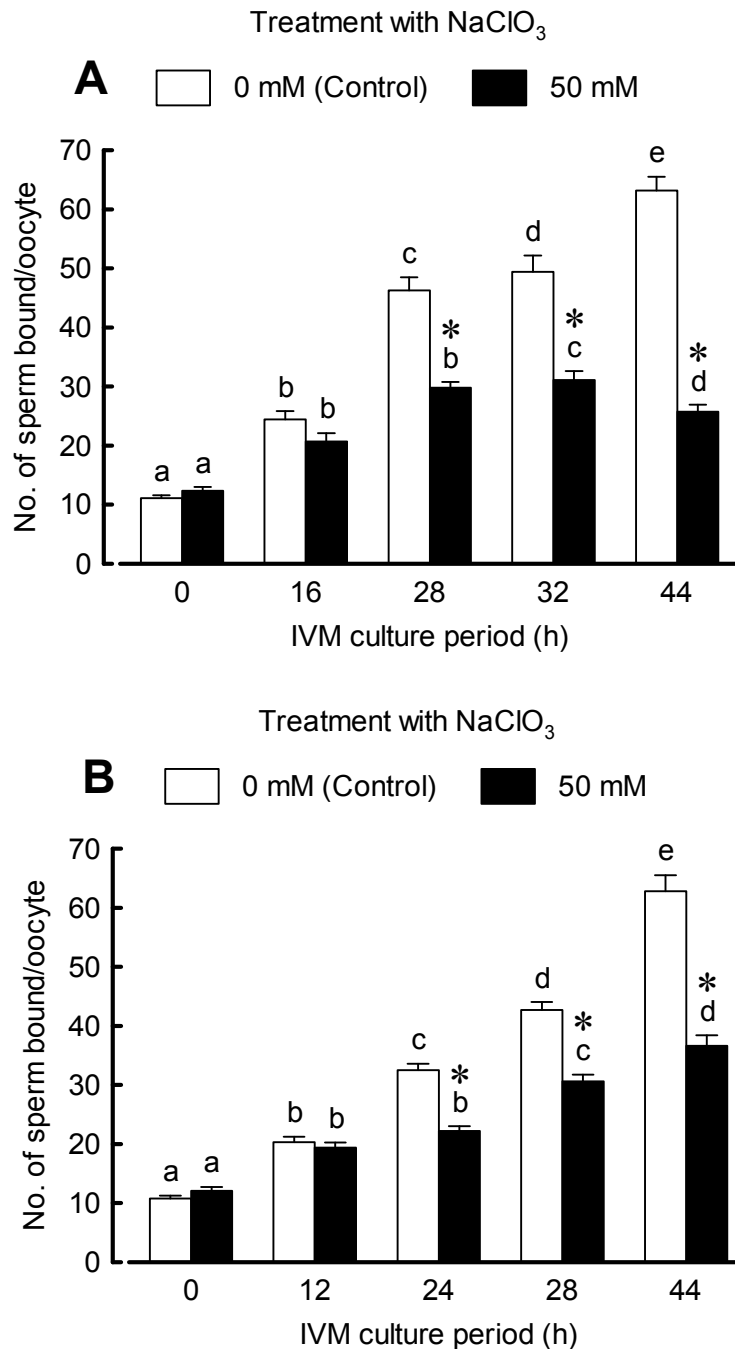 Treatment with NaClO₃
A 0 mM (Control) 50 mM
No. of sperm bound/oocyte
70
60
50
40
30
20
10
0
a a b b c * b d * c e * d
0 16 28 32 44
IVM culture period (h)
Treatment with NaClO₃
B 0 mM (Control) 50 mM
No. of sperm bound/oocyte
70
60
50
40
30
20
10
0
a a b b c * b d * c e * d
0 12 24 28 44
IVM culture period (h)